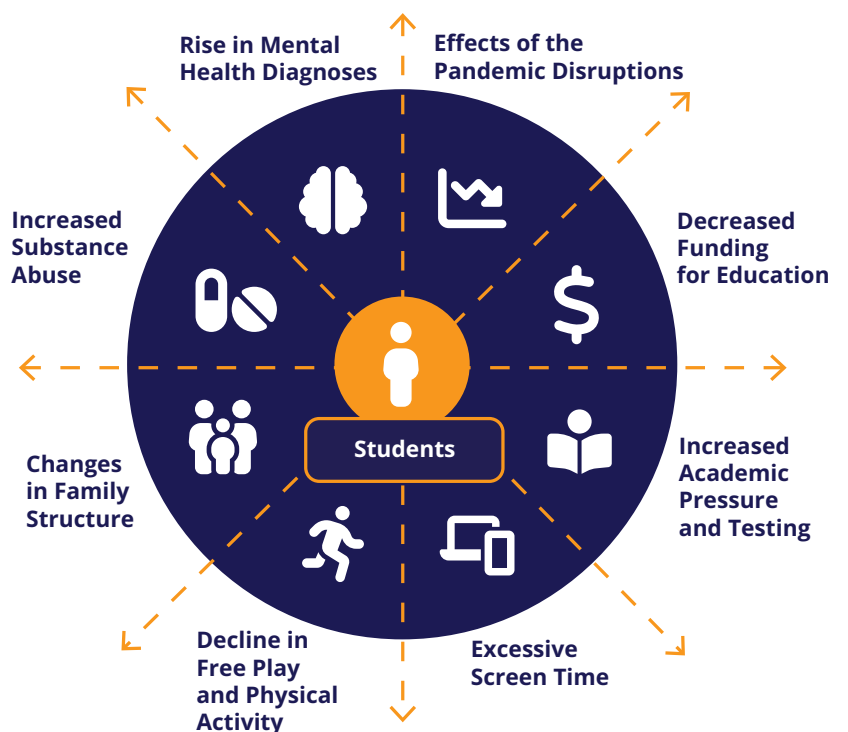 Rise in Mental
Health Diagnoses
Effects of the
Pandemic Disruptions
Increased
Substance
Abuse
Decreased
Funding
for Education
Students
Changes
in Family
Structure
Increased
Academic
Pressure
and Testing
Decline in
Free Play
and Physical
Activity
Excessive
Screen Time